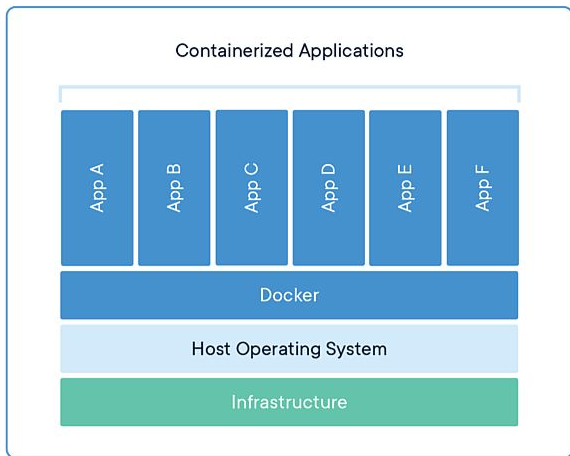 Containerized Applications
App A
App B
App C
App D
App E
App F
Docker
Host Operating System
Infrastructure